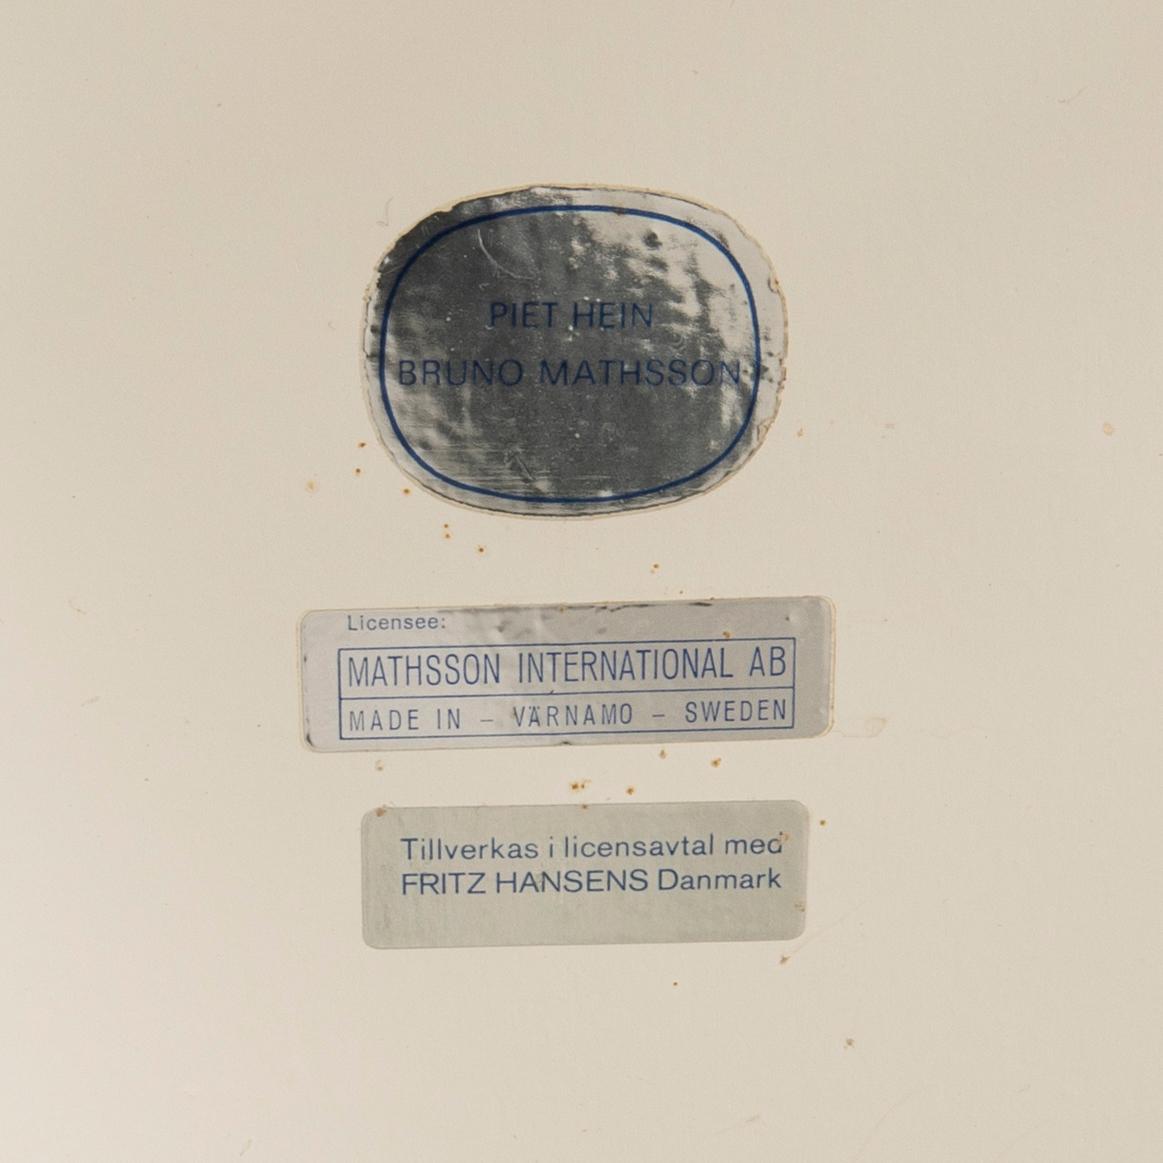 PIET HEIN
BRUNO MATHSSON
Licensee:
MATHSSON INTERNATIONAL AB
MADE IN – VÄRNAMO – SWEDEN
Tillverkas i licensavtal med
FRITZ HANSENS Danmark